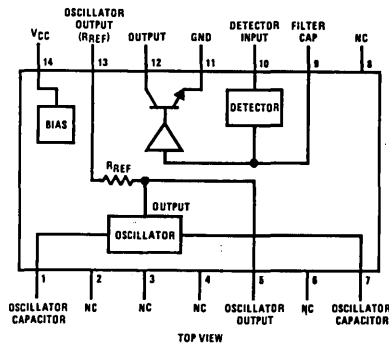 OSCILLATOR
OUTPUT
(RREF)
DETECTOR
INPUT
FILTER
CAP
VCC
OUTPUT
GND
NC
14
13
12
11
10
9
8
BIAS
DETECTOR
RREF
OUTPUT
OSCILLATOR
1
2
3
4
5
6
7
OSCILLATOR
CAPACITOR
NC
NC
NC
OSCILLATOR
OUTPUT
NC
OSCILLATOR
CAPACITOR
TOP VIEW